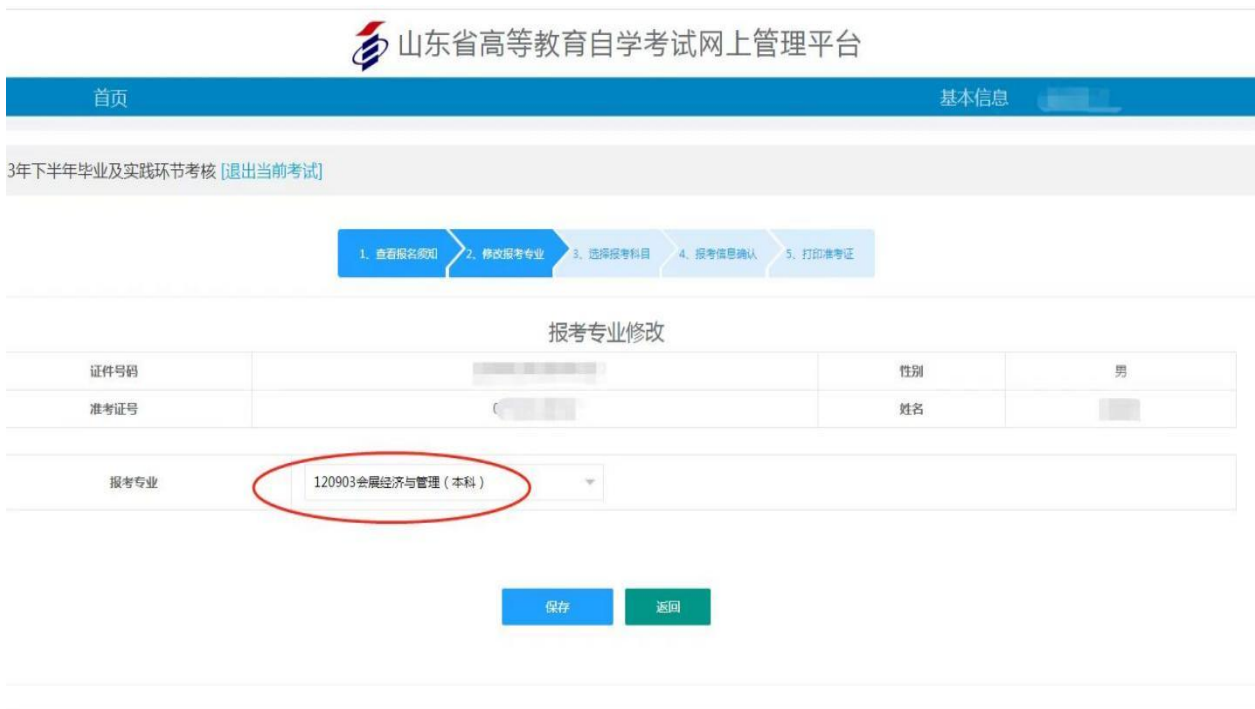 山东省高等教育自学考试网上管理平台
首页 基本信息
3年下半年毕业及实践环节考核 [退出当前考试]
1、查看报名须知 2、修改报考专业 3、选择报考科目 4、报考信息确认 5、打印准考证
报考专业修改
证件号码 性别 男
准考证号 姓名
报考专业 120903会展经济与管理（本科）
保存 返回